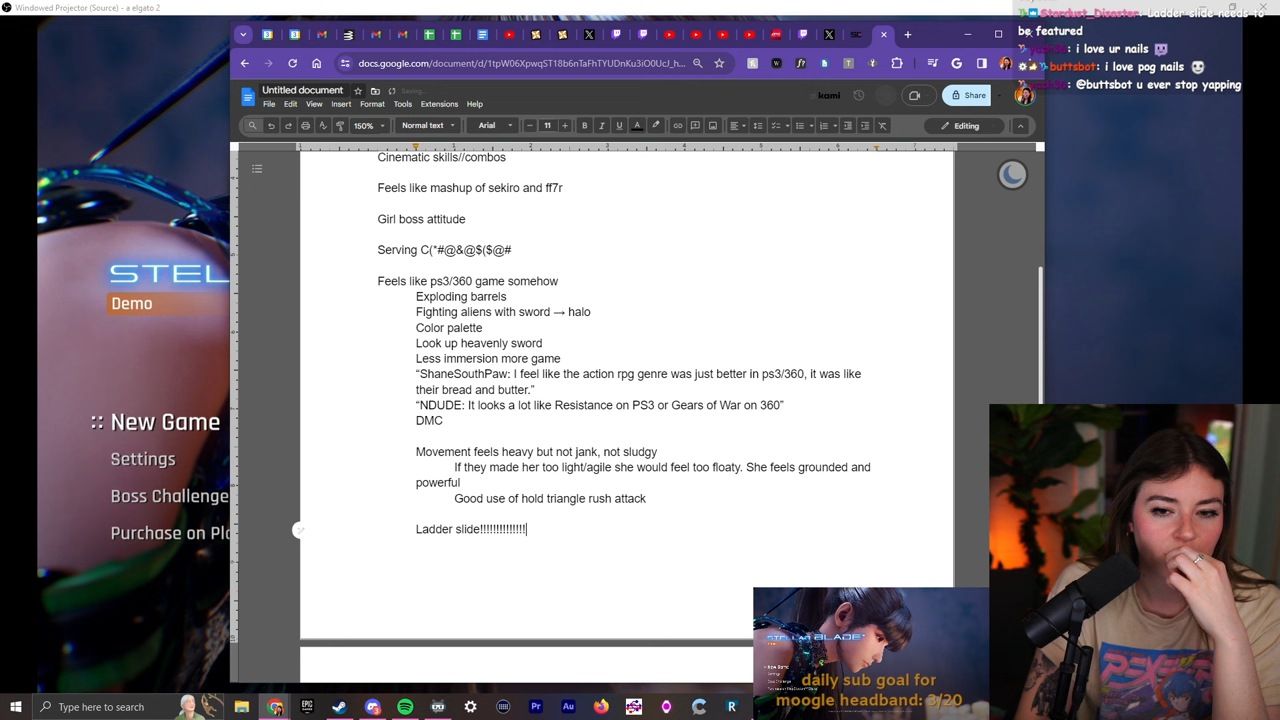 Windowed Projector (Source) - a elgato 2
Stardust_Disaster: Ladder slide needs to
be featured
: i love ur nails
buttsbot: i love pog nails
: @buttsbot u ever stop yapping
docs.google.com/document/d/1tpW06XpwqST18b6nTaFhTYUDnKu3iO0UcJ_h...
Untitled document
Saving...
File Edit View Insert Format Tools Extensions Help
kami
Share
150% Normal text Arial 11 Editing
Cinematic skills//combos
Feels like mashup of sekiro and ff7r
Girl boss attitude
Serving C(*#@&@$($@#
Feels like ps3/360 game somehow
Exploding barrels
Fighting aliens with sword → halo
Color palette
Look up heavenly sword
Less immersion more game
“ShaneSouthPaw: I feel like the action rpg genre was just better in ps3/360, it was like
their bread and butter.”
“NDUDE: It looks a lot like Resistance on PS3 or Gears of War on 360”
DMC
Movement feels heavy but not jank, not sludgy
If they made her too light/agile she would feel too floaty. She feels grounded and
powerful
Good use of hold triangle rush attack
Ladder slide!!!!!!!!!!!!!!
STEL
Demo
:: New Game
Settings
Boss Challenge
Purchase on Pl
STELLAR BLADE
daily sub goal for
moogle headband: 3/20
Type here to search